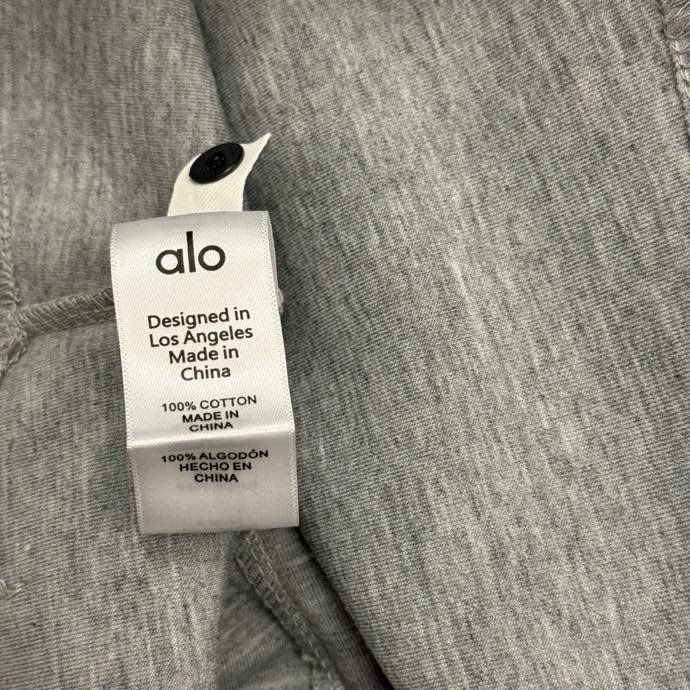 alo
Designed in
Los Angeles
Made in
China
100% COTTON
MADE IN
CHINA
100% ALGODÓN
HECHO EN
CHINA